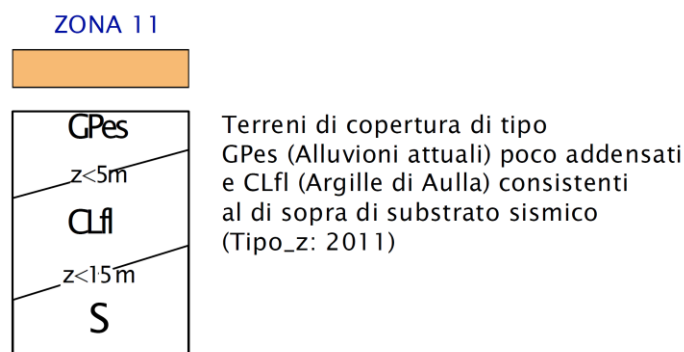 ZONA 11
GPes
z<5m
CLfl
z<15m
S
Terreni di copertura di tipo
GPes (Alluvioni attuali) poco addensati
e CLfl (Argille di Aulla) consistenti
al di sopra di substrato sismico
(Tipo_z: 2011)